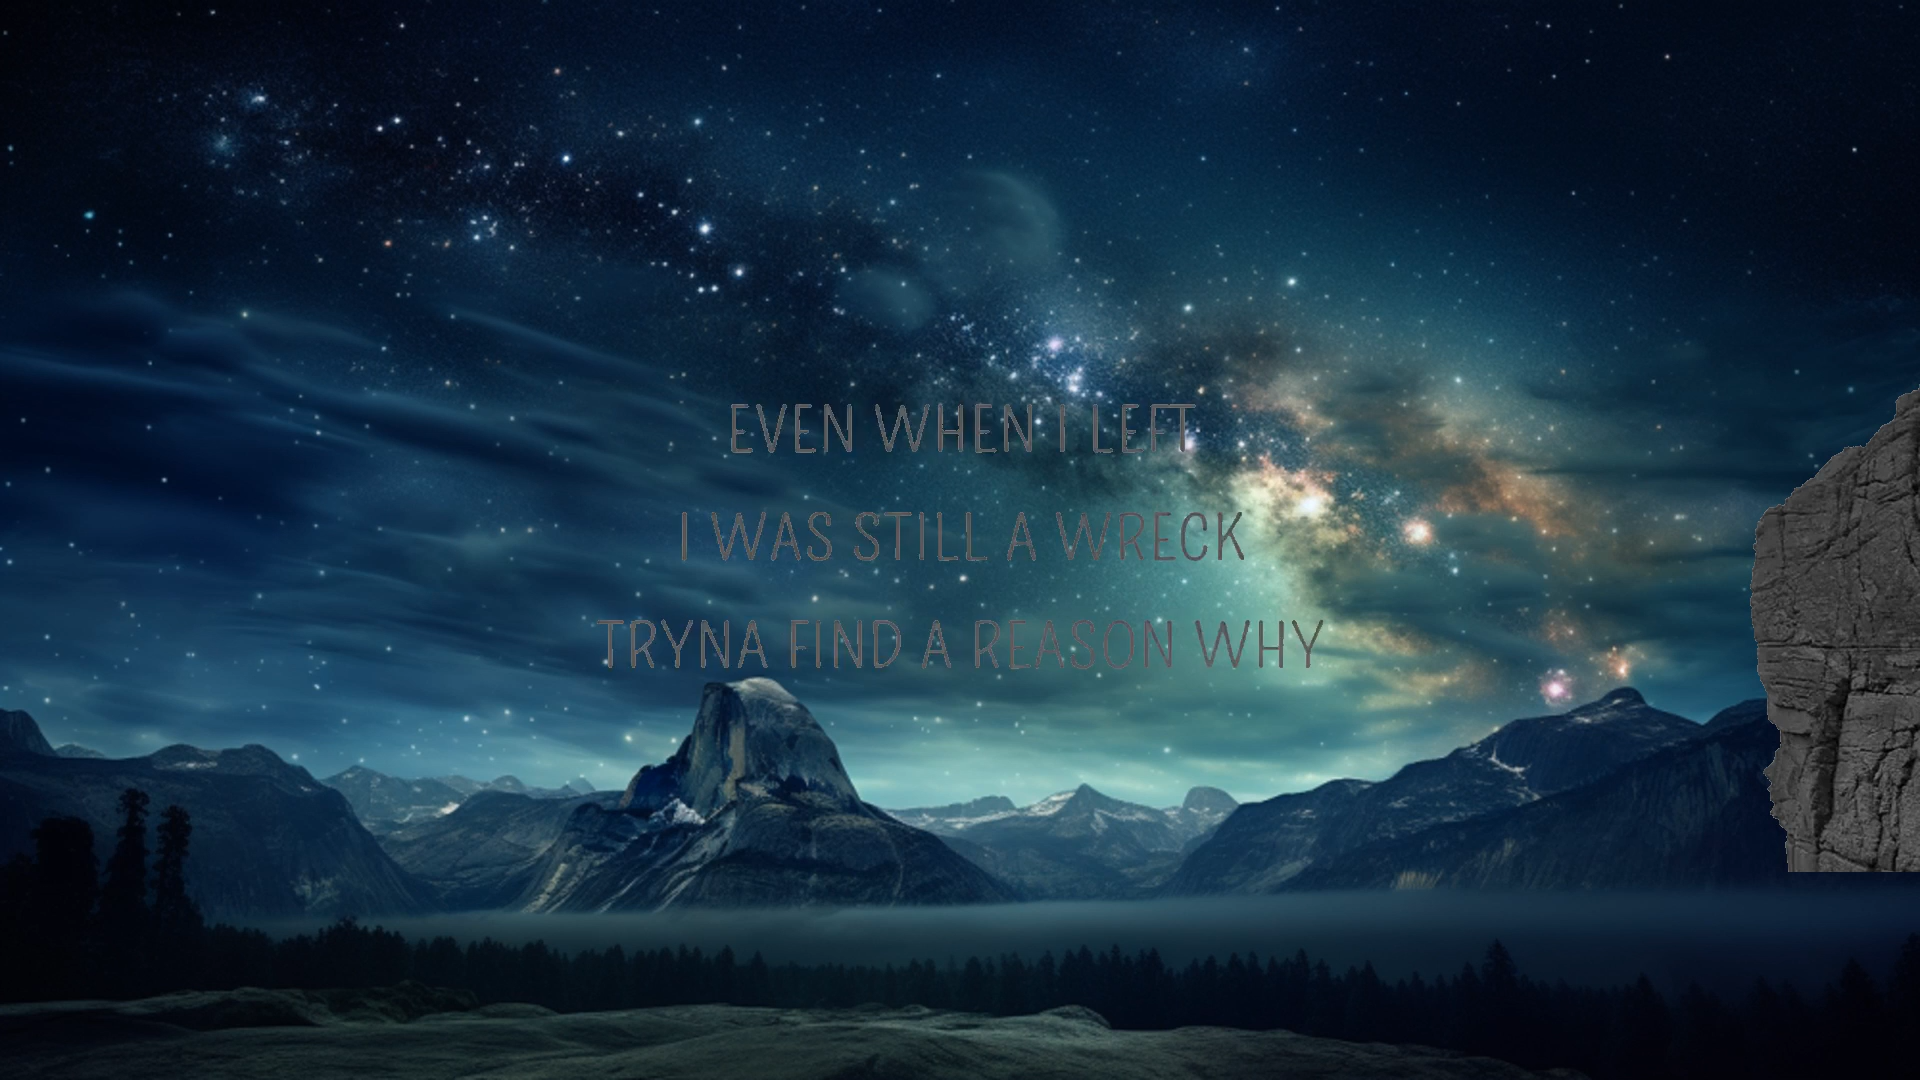 EVEN WHEN I LEFT
I WAS STILL A WRECK
TRYNA FIND A REASON WHY